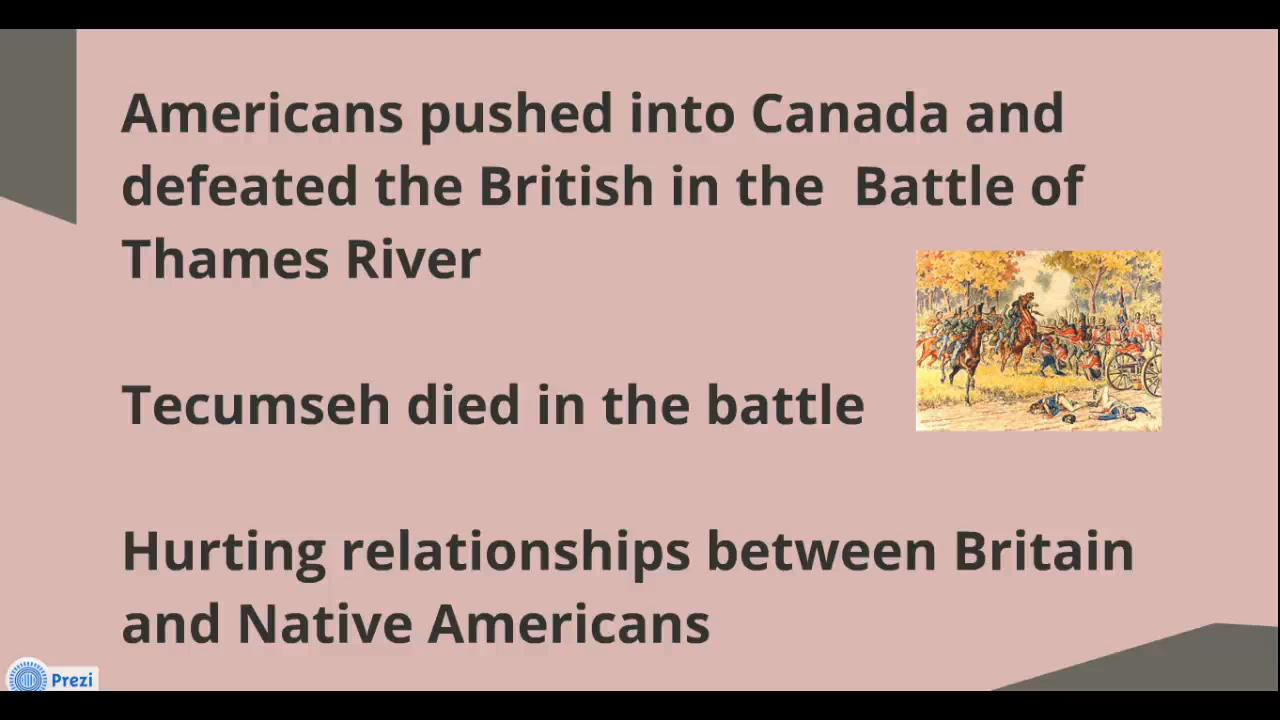 Americans pushed into Canada and
defeated the British in the  Battle of
Thames River
Tecumseh died in the battle
Hurting relationships between Britain
and Native Americans
Prezi